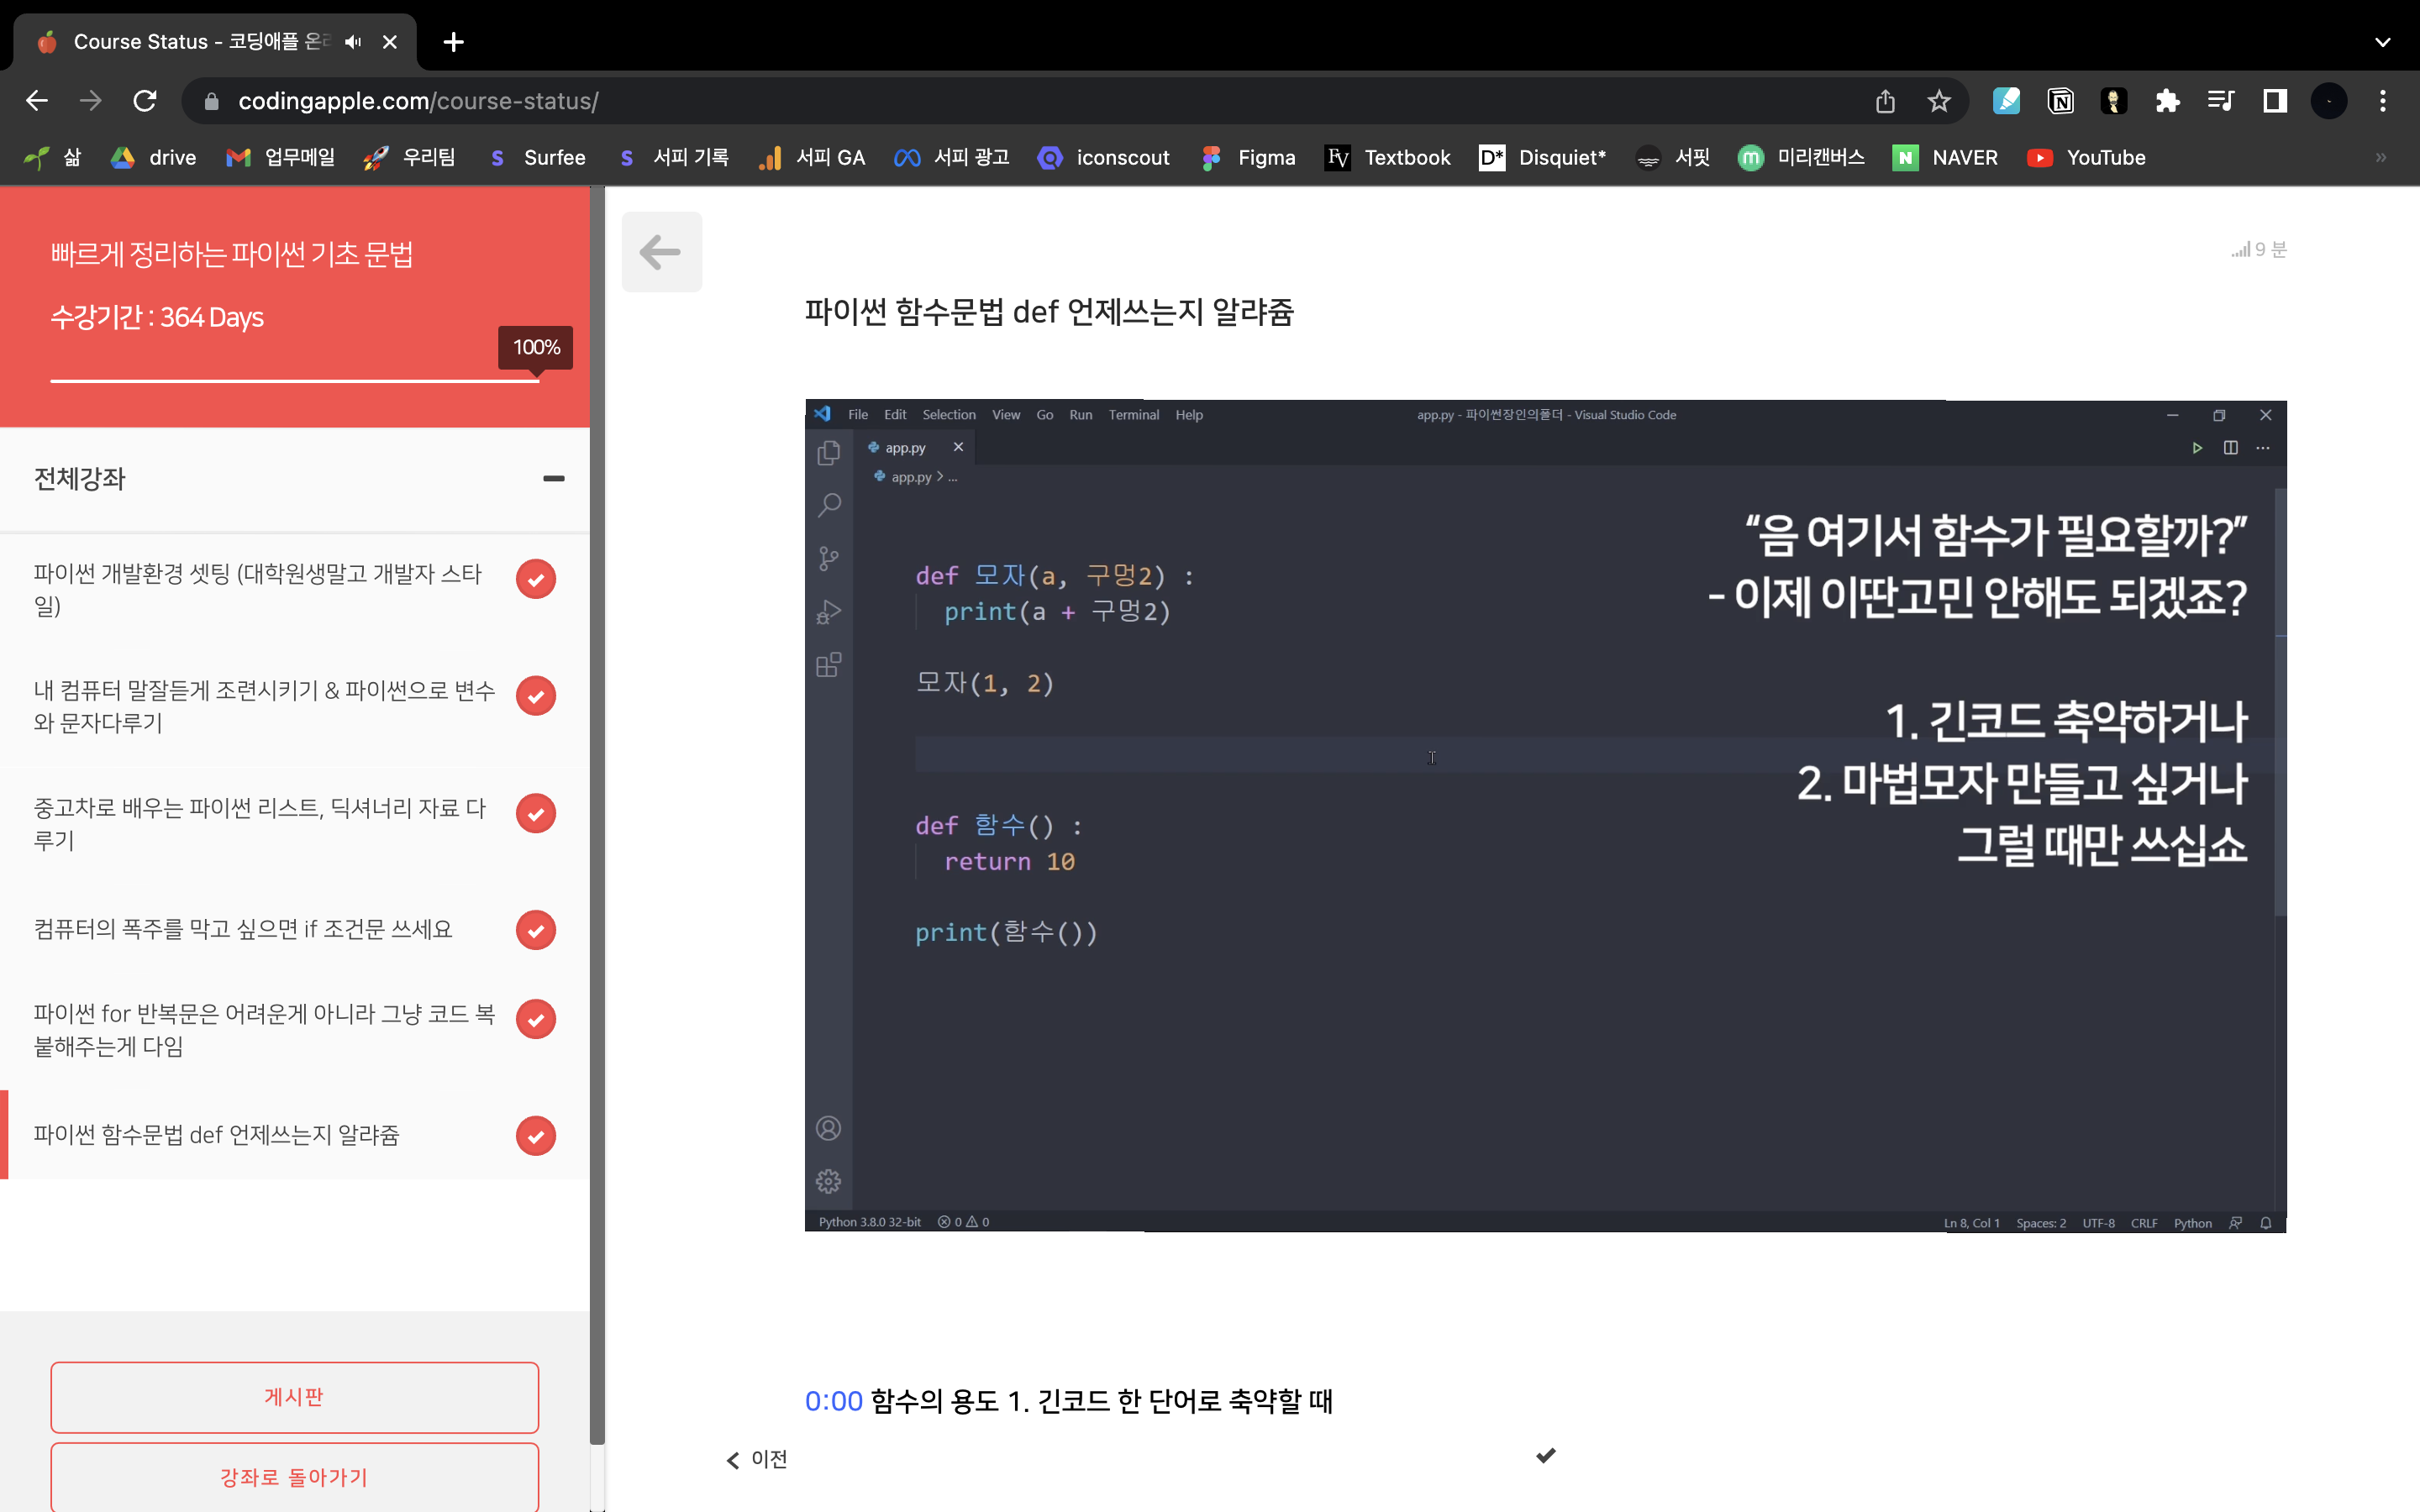 Course Status - 코딩애플 온라
codingapple.com/course-status/
삶 drive 업무메일 우리팀 S Surfee S 서피 기록 서피 GA 서피 광고 iconscout Figma FV Textbook D* Disquiet* 서핏 m 미리캔버스 N NAVER YouTube »
빠르게 정리하는 파이썬 기초 문법
수강기간 : 364 Days
100%
전체강좌
파이썬 개발환경 셋팅 (대학원생말고 개발자 스타
일)
내 컴퓨터 말잘듣게 조련시키기 & 파이썬으로 변수
와 문자다루기
중고차로 배우는 파이썬 리스트, 딕셔너리 자료 다
루기
컴퓨터의 폭주를 막고 싶으면 if 조건문 쓰세요
파이썬 for 반복문은 어려운게 아니라 그냥 코드 복
붙해주는게 다임
파이썬 함수문법 def 언제쓰는지 알랴쥼
게시판
강좌로 돌아가기
9 분
파이썬 함수문법 def 언제쓰는지 알랴쥼
File Edit Selection View Go Run Terminal Help
app.py - 파이썬장인의폴더 - Visual Studio Code
app.py
app.py > ...
def 모자(a, 구멍2) :
print(a + 구멍2)
모자(1, 2)
def 함수() :
return 10
print(함수())
“음 여기서 함수가 필요할까?”
- 이제 이딴고민 안해도 되겠죠?
1. 긴코드 축약하거나
2. 마법모자 만들고 싶거나
그럴 때만 쓰십쇼
Python 3.8.0 32-bit 0 0
Ln 8, Col 1 Spaces: 2 UTF-8 CRLF Python
0:00 함수의 용도 1. 긴코드 한 단어로 축약할 때
이전